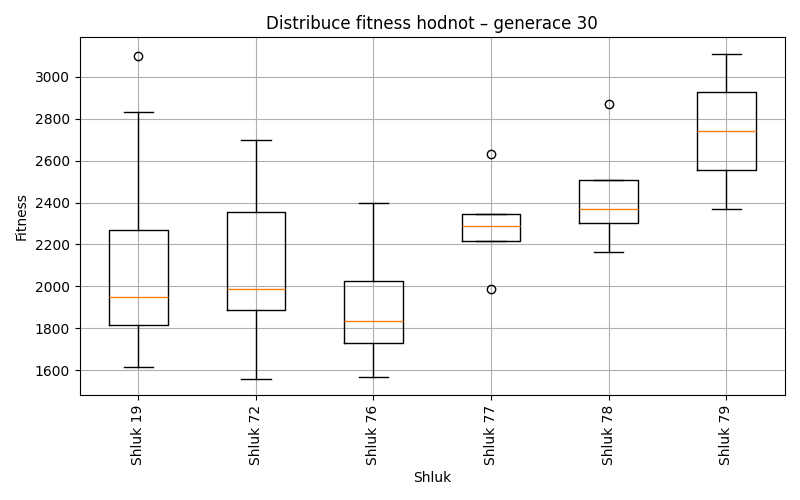 Distribuce fitness hodnot – generace 30
Fitness
3000
2800
2600
2400
2200
2000
1800
1600
Shluk 19
Shluk 72
Shluk 76
Shluk 77
Shluk 78
Shluk 79
Shluk